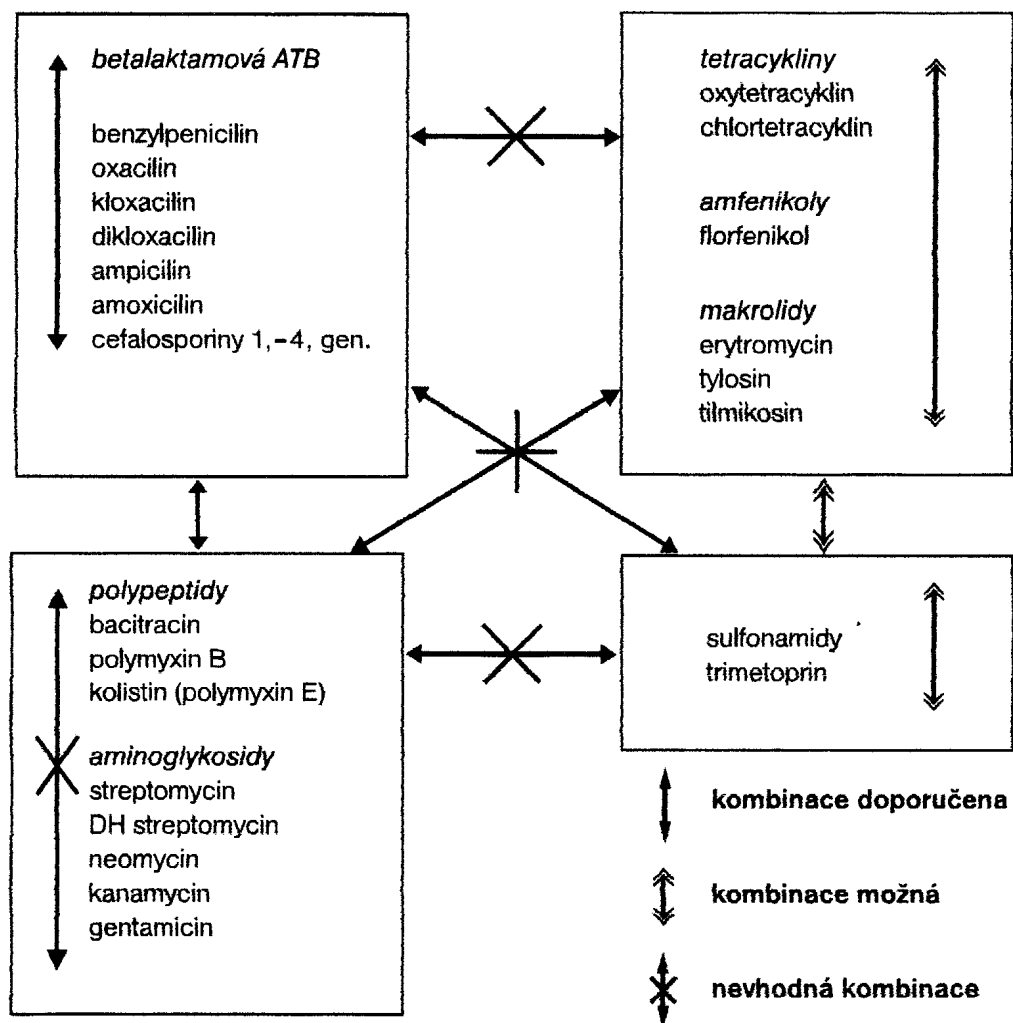 betalaktamová ATB
benzylpenicilin
oxacilin
kloxacilin
dikloxacilin
ampicilin
amoxicilin
cefalosporiny 1,–4, gen.
tetracykliny
oxytetracyklin
chlortetracyklin
amfenikoly
florfenikol
makrolidy
erytromycin
tylosin
tilmikosin
polypeptidy
bacitracin
polymyxin B
kolistin (polymyxin E)
aminoglykosidy
streptomycin
DH streptomycin
neomycin
kanamycin
gentamicin
sulfonamidy
trimetoprin
kombinace doporučena
kombinace možná
nevhodná kombinace